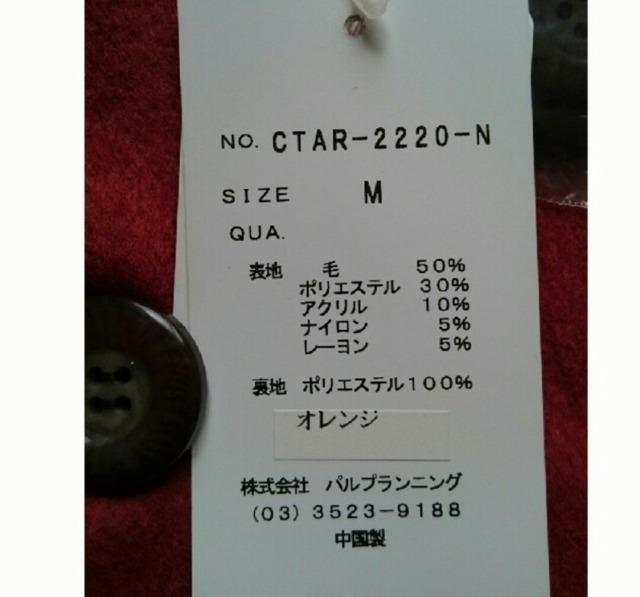 NO. CTAR-2220-N
SIZE M
QUA.
表地 毛 50%
ポリエステル 30%
アクリル 10%
ナイロン 5%
レーヨン 5%
裏地 ポリエステル100%
オレンジ
株式会社 パルプランニング
(03) 3523-9188
中国製